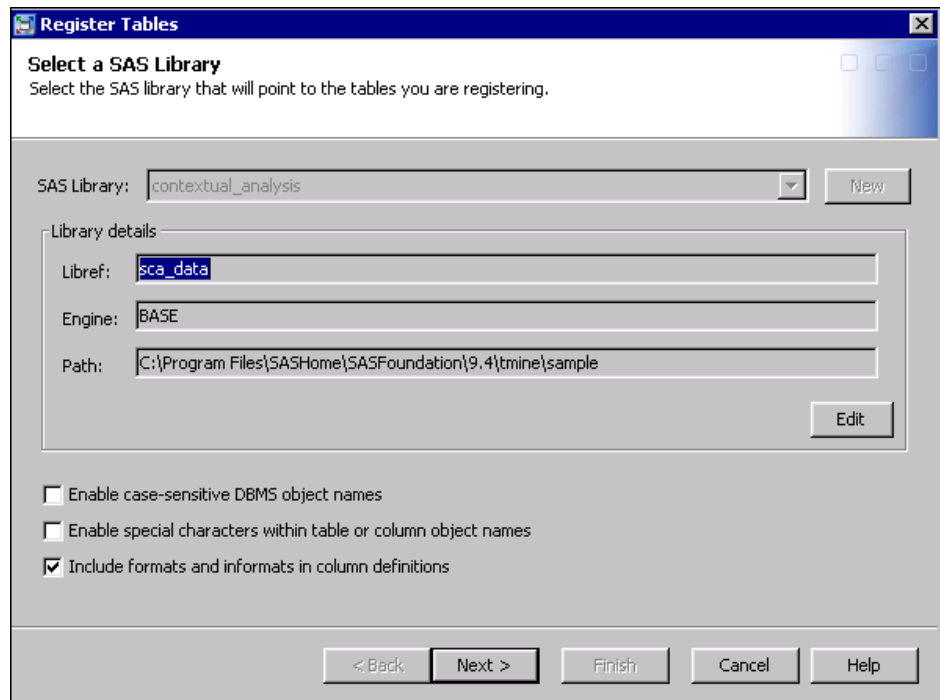 Register Tables
Select a SAS Library
Select the SAS library that will point to the tables you are registering.
SAS Library: contextual_analysis New
Library details
Libref: sca_data
Engine: BASE
Path: C:\Program Files\SASHome\SASFoundation\9.4\tmine\sample
Edit
Enable case-sensitive DBMS object names
Enable special characters within table or column object names
Include formats and informats in column definitions
< Back Next > Finish Cancel Help